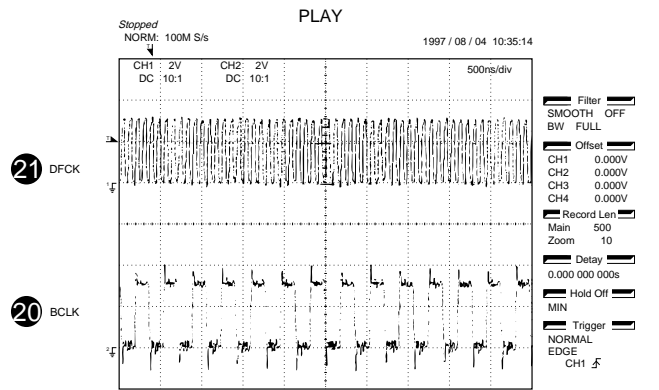 PLAY
Stopped
NORM: 100M S/s
1997 / 08 / 04 10:35:14
CH1 2V CH2 2V
DC 10:1 DC 10:1
500ns/div
21 DFCK
20 BCLK
Filter
SMOOTH OFF
BW FULL
Offset
CH1 0.000V
CH2 0.000V
CH3 0.000V
CH4 0.000V
Record Len
Main 500
Zoom 10
Detay
0.000 000 000s
Hold Off
MIN
Trigger
NORMAL
EDGE
CH1